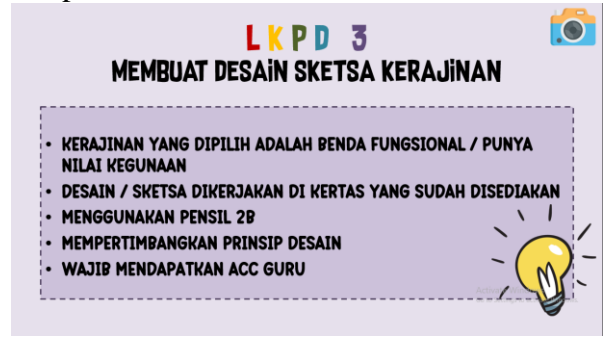 LKPD 3
MEMBUAT DESAIN SKETSA KERAJINAN
• KERAJINAN YANG DIPILIH ADALAH BENDA FUNGSIONAL / PUNYA
NILAI KEGUNAAN
• DESAIN / SKETSA DIKERJAKAN DI KERTAS YANG SUDAH DISEDIAKAN
• MENGGUNAKAN PENSIL 2B
• MEMPERTIMBANGKAN PRINSIP DESAIN
• WAJIB MENDAPATKAN ACC GURU